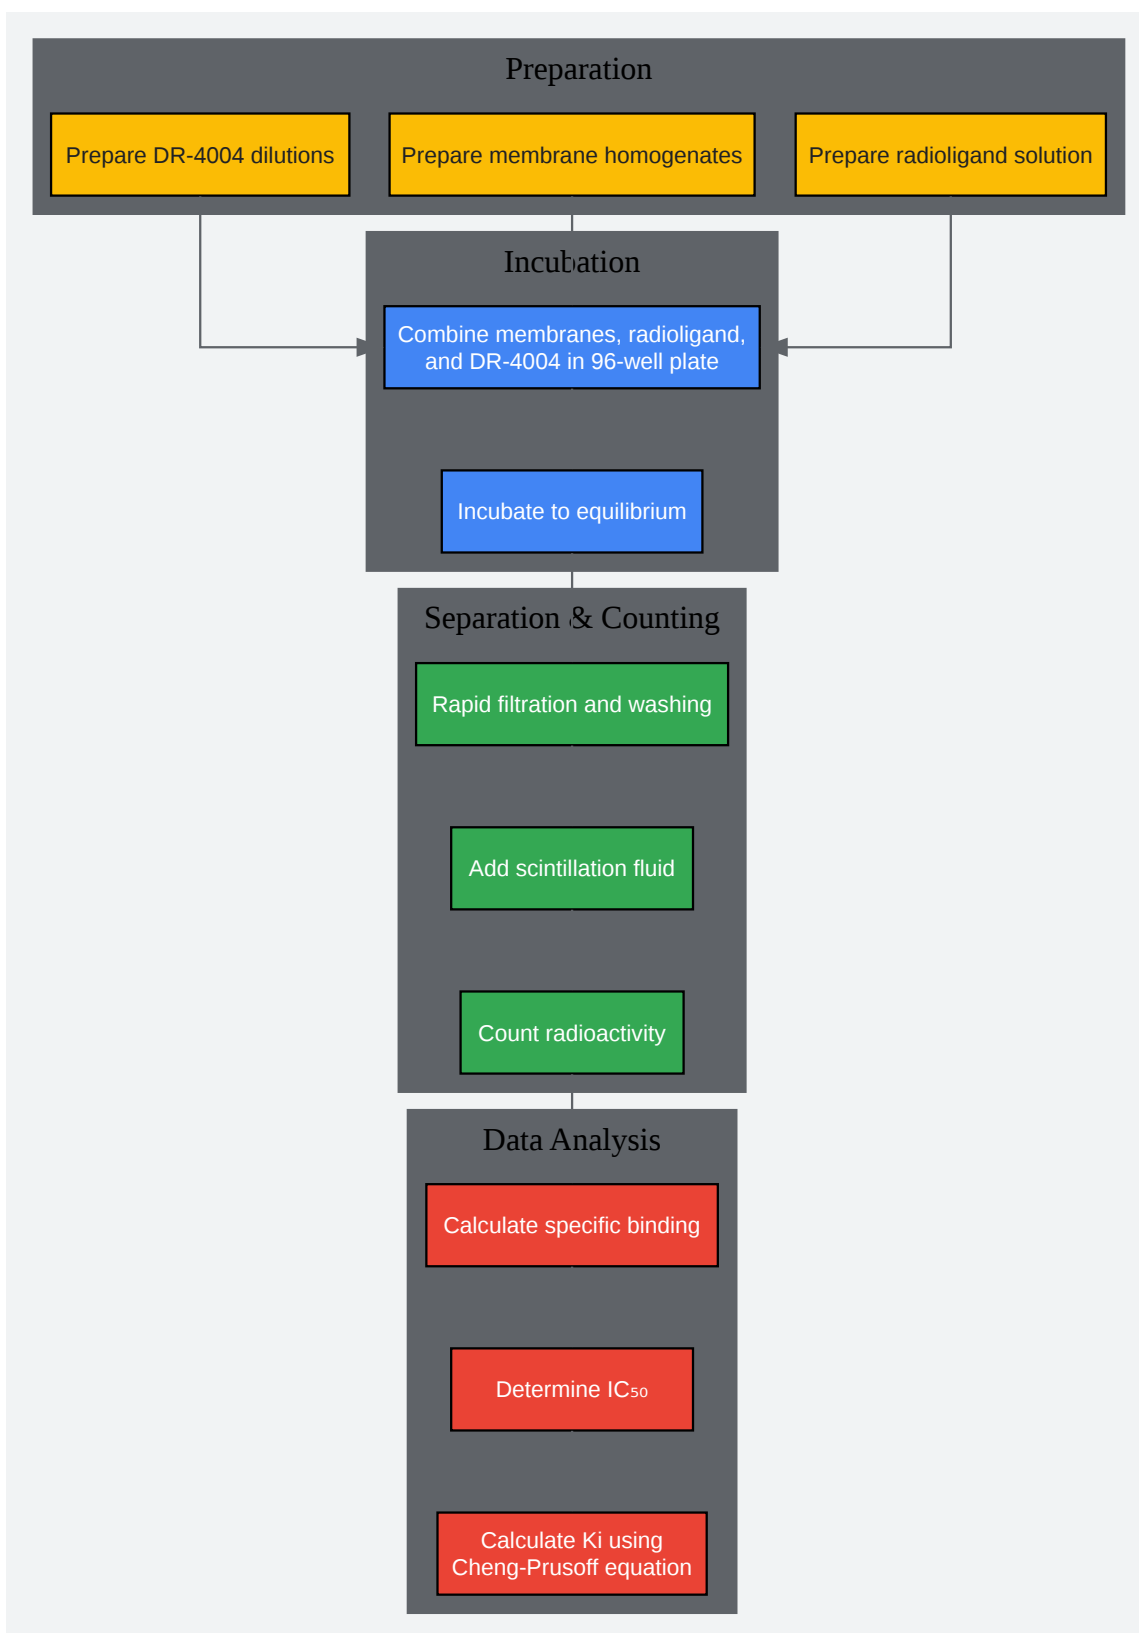 Preparation
Prepare DR-4004 dilutions
Prepare membrane homogenates
Prepare radioligand solution
Incubation
Combine membranes, radioligand,
and DR-4004 in 96-well plate
Incubate to equilibrium
Separation & Counting
Rapid filtration and washing
Add scintillation fluid
Count radioactivity
Data Analysis
Calculate specific binding
Determine IC₅₀
Calculate Ki using
Cheng-Prusoff equation